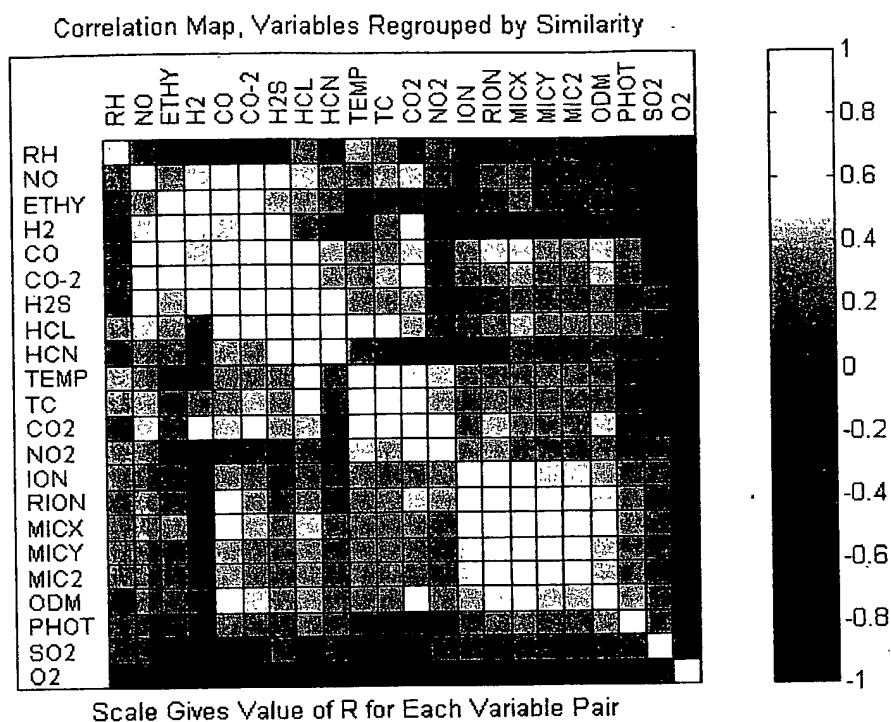 Correlation Map, Variables Regrouped by Similarity
RH NO ETHY H2 CO CO-2 H2S HCL HCN TEMP TC CO2 NO2 ION RION MICX MICY MIC2 ODM PHOT SO2 O2
RH
NO
ETHY
H2
CO
CO-2
H2S
HCL
HCN
TEMP
TC
CO2
NO2
ION
RION
MICX
MICY
MIC2
ODM
PHOT
SO2
O2
1
0.8
0.6
0.4
0.2
0
-0.2
-0.4
-0.6
-0.8
-1
Scale Gives Value of R for Each Variable Pair